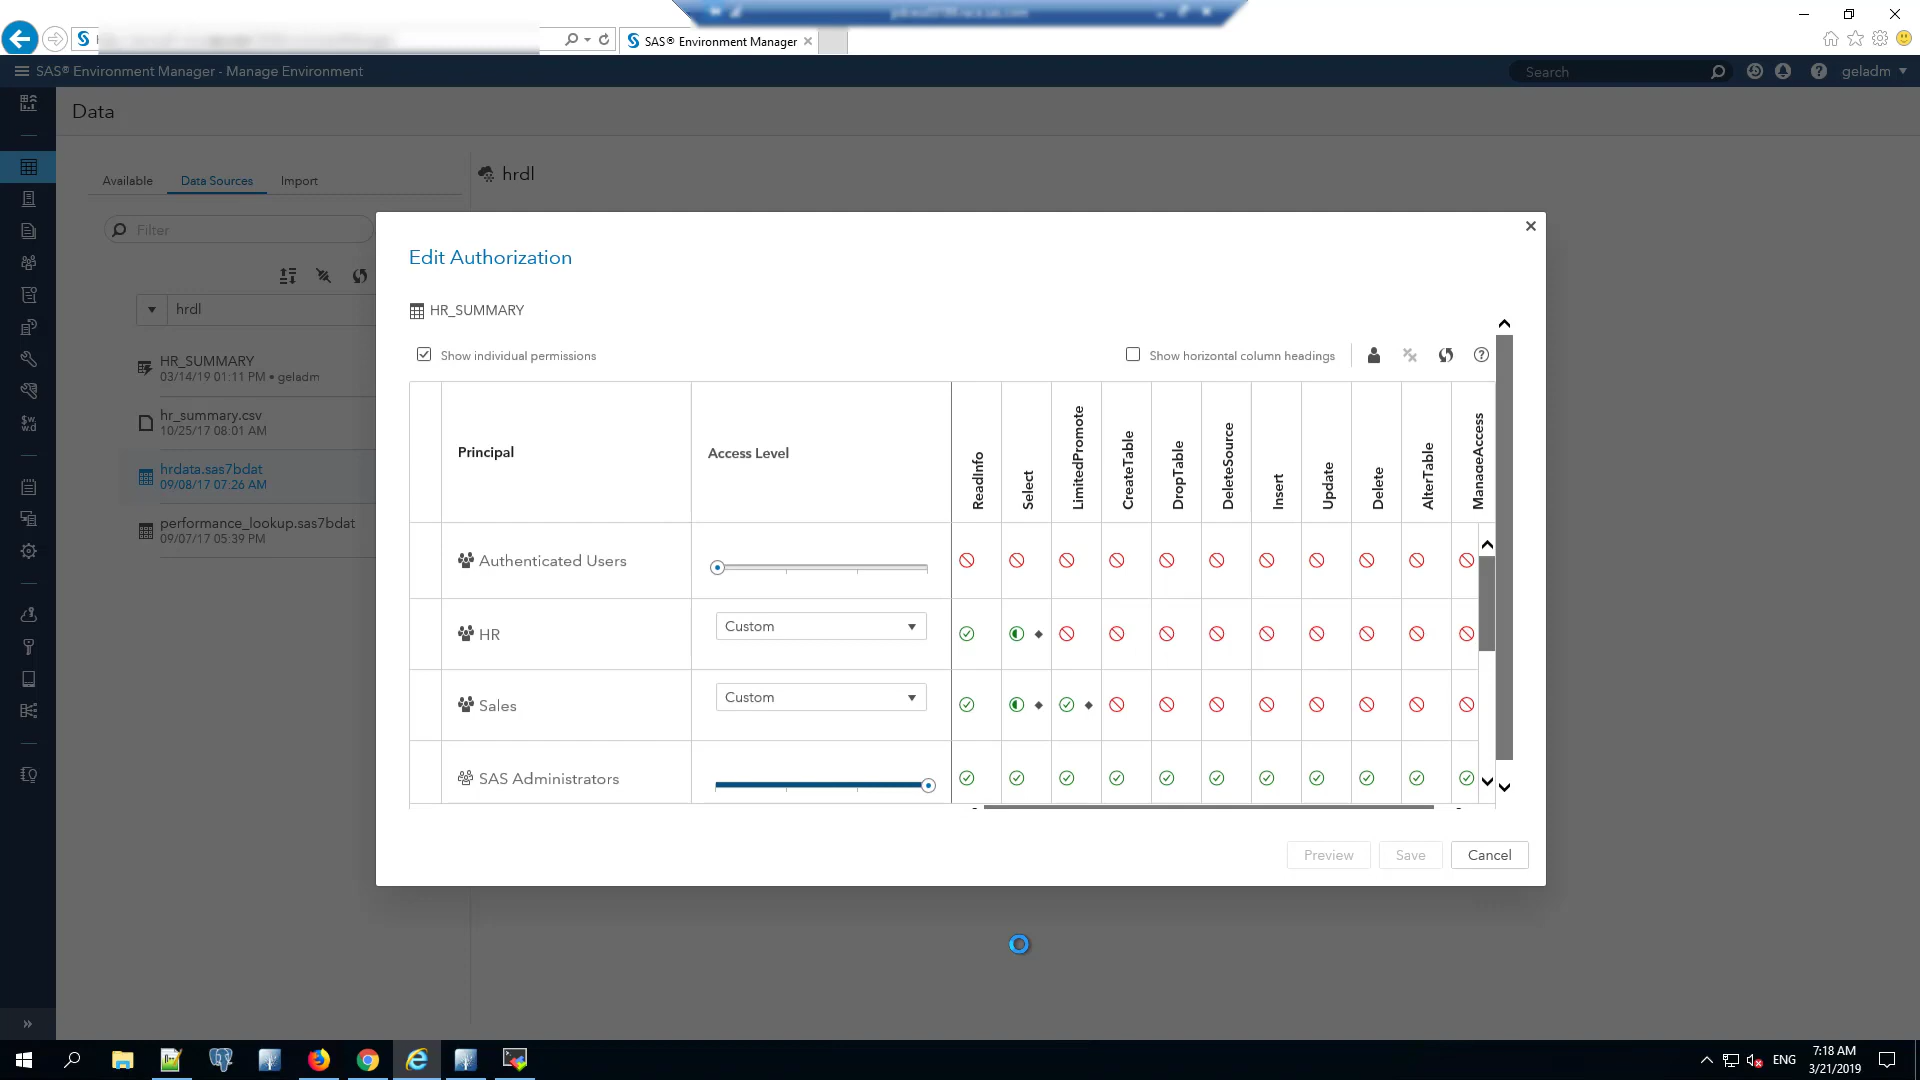 SAS® Environment Manager
SAS® Environment Manager - Manage Environment
Search
geladm
Data
Available
Data Sources
Import
hrdl
Filter
hrdl
HR_SUMMARY
03/14/19 01:11 PM • geladm
hr_summary.csv
10/25/17 08:01 AM
hrdata.sas7bdat
09/08/17 07:26 AM
performance_lookup.sas7bdat
09/07/17 05:39 PM
Edit Authorization
HR_SUMMARY
Show individual permissions
Show horizontal column headings
Principal
Access Level
ReadInfo
Select
LimitedPromote
CreateTable
DropTable
DeleteSource
Insert
Update
Delete
AlterTable
ManageAccess
Authenticated Users
HR
Custom
Sales
Custom
SAS Administrators
Preview
Save
Cancel
ENG
7:18 AM
3/21/2019